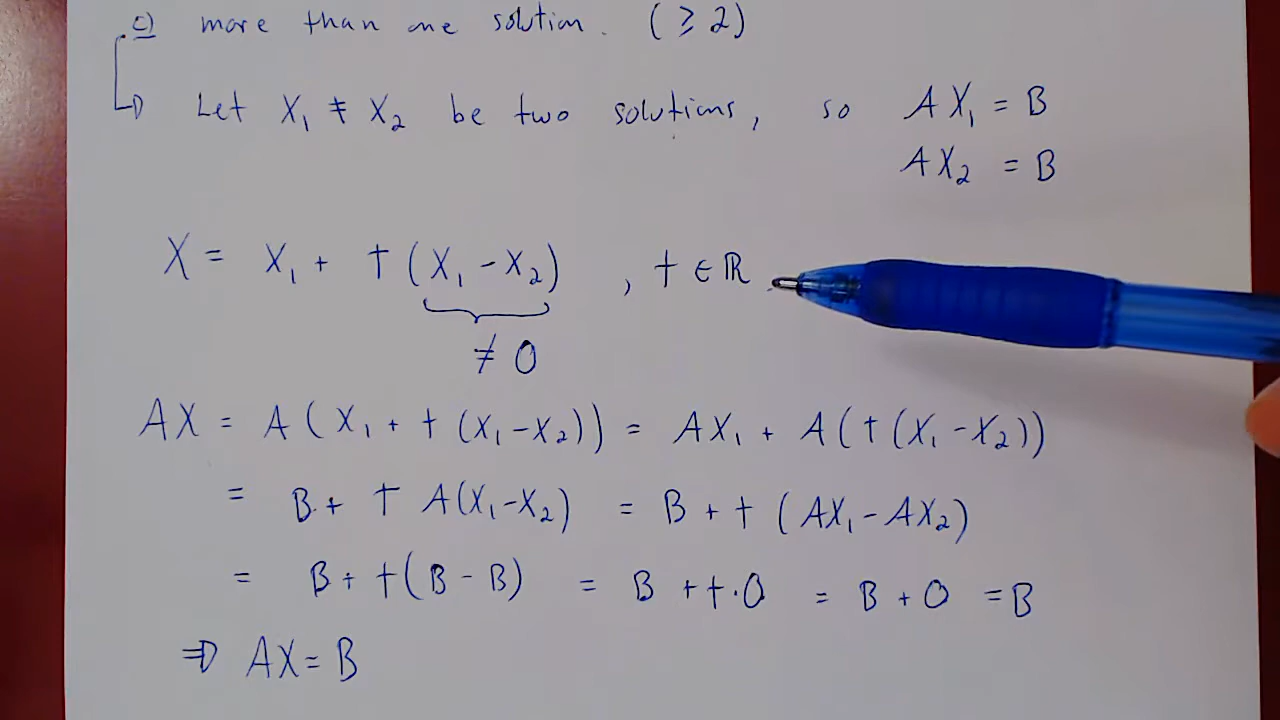 c) more than one solution. (≥ 2)
Let X₁ ≠ X₂ be two solutions, so AX₁ = B
AX₂ = B
X = X₁ + t (X₁ - X₂) , t ∈ ℝ
≠ 0
AX = A(X₁ + t (X₁-X₂)) = AX₁ + A(t(X₁-X₂))
= B + t A(X₁-X₂) = B + t (AX₁ - AX₂)
= B + t(B - B) = B + t·0 = B + 0 = B
⇒ AX = B